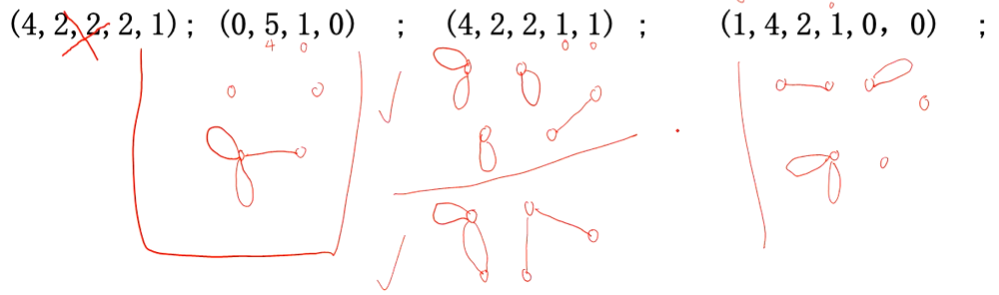 (4,2,2,2,1); (0,5,1,0) ; (4,2,2,1,1) ; (1,4,2,1,0, 0) ;
4 0 0 0 0